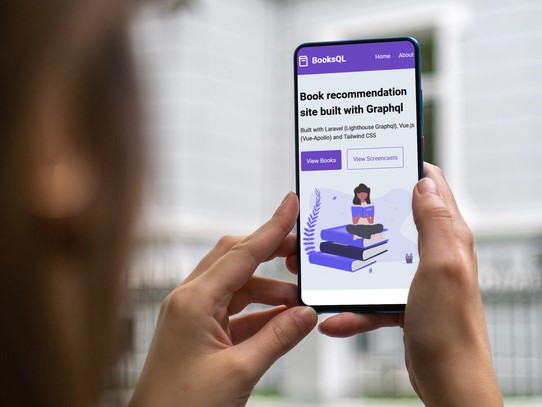 BooksQL
Home About
Book recommendation
site built with Graphql
Built with Laravel (Lighthouse Graphql), Vue.js
(Vue-Apollo) and Tailwind CSS
View Books
View Screencasts